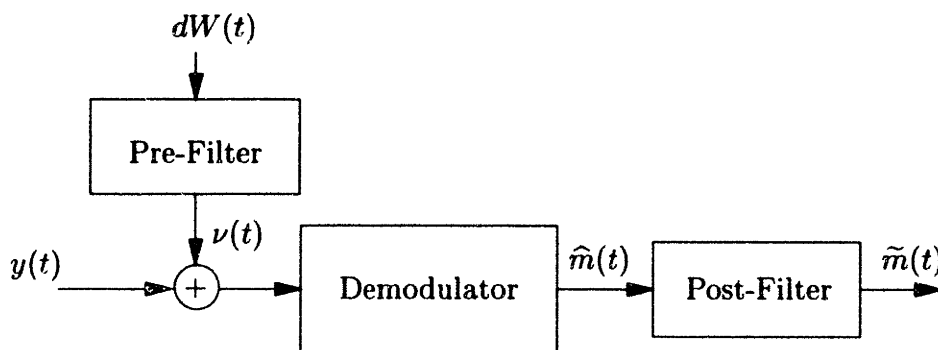 dW(t)
Pre-Filter
ν(t)
y(t)
+
Demodulator
m̂(t)
Post-Filter
m̃(t)